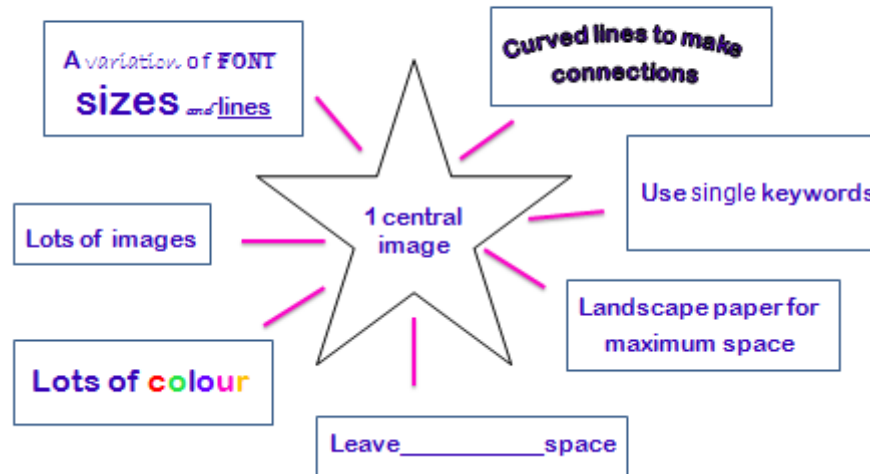 A variation of FONT
sizes and lines
Curved lines to make
connections
1 central
image
Use single keywords
Lots of images
Landscape paper for
maximum space
Lots of colour
Leave___________space